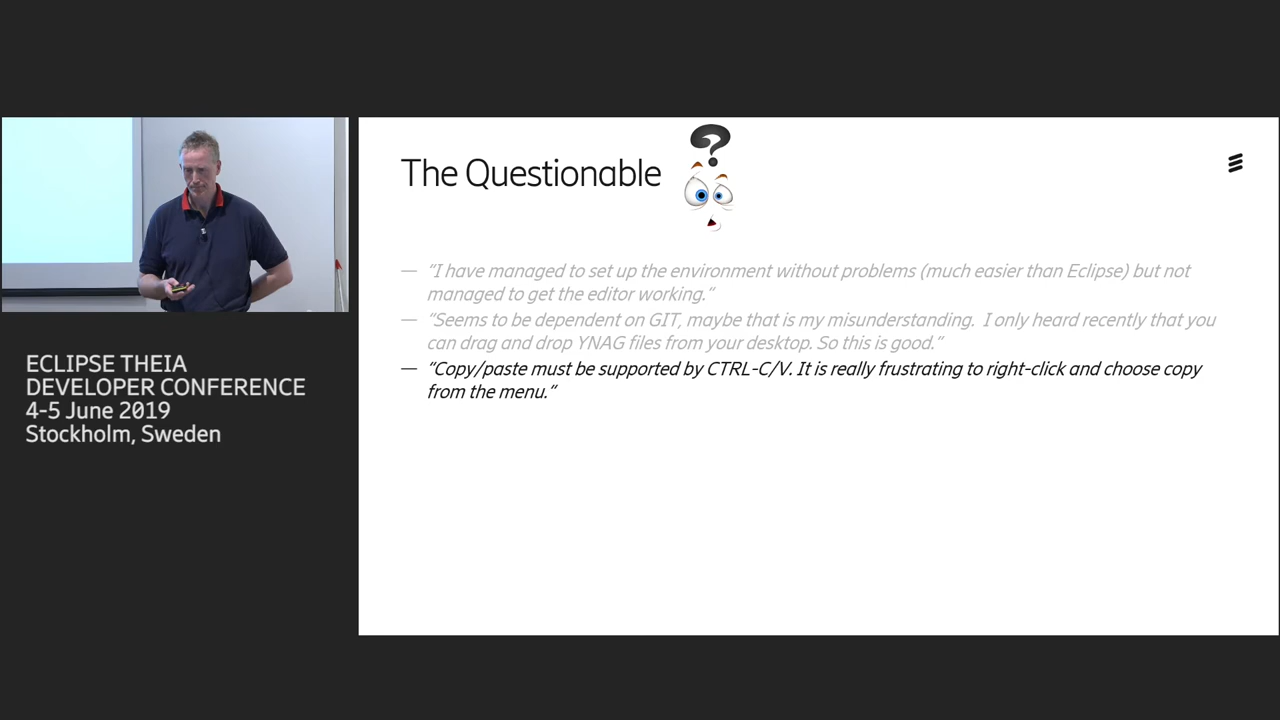 The Questionable
— “I have managed to set up the environment without problems (much easier than Eclipse) but not
managed to get the editor working.“
— “Seems to be dependent on GIT, maybe that is my misunderstanding.  I only heard recently that you
can drag and drop YNAG files from your desktop. So this is good.”
— “Copy/paste must be supported by CTRL-C/V. It is really frustrating to right-click and choose copy
from the menu.”
ECLIPSE THEIA
DEVELOPER CONFERENCE
4-5 June 2019
Stockholm, Sweden